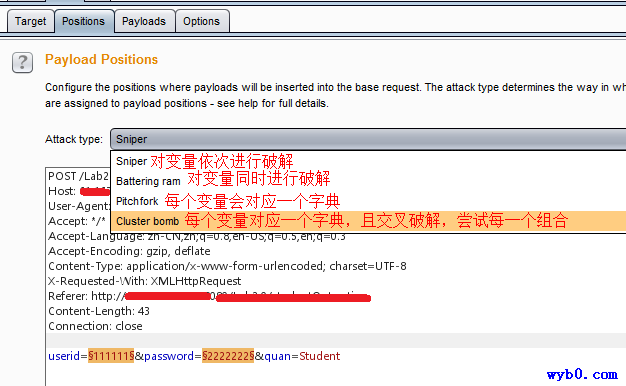 Target Positions Payloads Options
? Payload Positions
Configure the positions where payloads will be inserted into the base request. The attack type determines the way in
are assigned to payload positions - see help for full details.
Attack type: Sniper
Sniper 对变量依次进行破解
Battering ram 对变量同时进行破解
Pitchfork 每个变量会对应一个字典
Cluster bomb 每个变量对应一个字典，且交叉破解，尝试每一个组合
POST /Lab2
Host:
User-Agent:
Accept: */*
Accept-Language: zh-CN,zh;q=0.8,en-US;q=0.5,en;q=0.3
Accept-Encoding: gzip, deflate
Content-Type: application/x-www-form-urlencoded; charset=UTF-8
X-Requested-With: XMLHttpRequest
Referer: http://
Content-Length: 43
Connection: close
userid=§111111§&password=§2222222§&quan=Student
wyb0.com